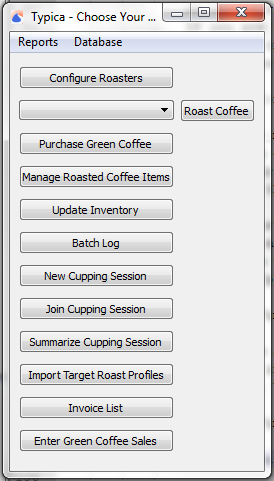 Typica - Choose Your ...
Reports Database
Configure Roasters
Roast Coffee
Purchase Green Coffee
Manage Roasted Coffee Items
Update Inventory
Batch Log
New Cupping Session
Join Cupping Session
Summarize Cupping Session
Import Target Roast Profiles
Invoice List
Enter Green Coffee Sales